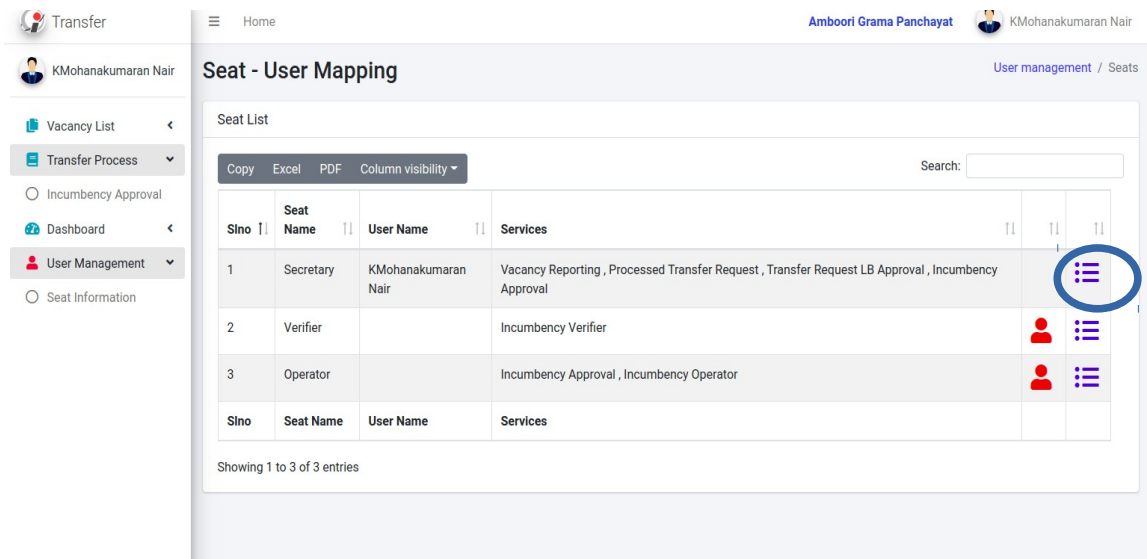 Transfer
Home
Amboori Grama Panchayat
KMohanakumaran Nair
KMohanakumaran Nair
Seat - User Mapping
User management / Seats
Vacancy List
Transfer Process
Incumbency Approval
Dashboard
User Management
Seat Information
Seat List
Copy Excel PDF Column visibility
Search:
Slno Seat Name User Name Services
1 Secretary KMohanakumaran Nair Vacancy Reporting , Processed Transfer Request , Transfer Request LB Approval , Incumbency
Approval
2 Verifier Incumbency Verifier
3 Operator Incumbency Approval , Incumbency Operator
Slno Seat Name User Name Services
Showing 1 to 3 of 3 entries